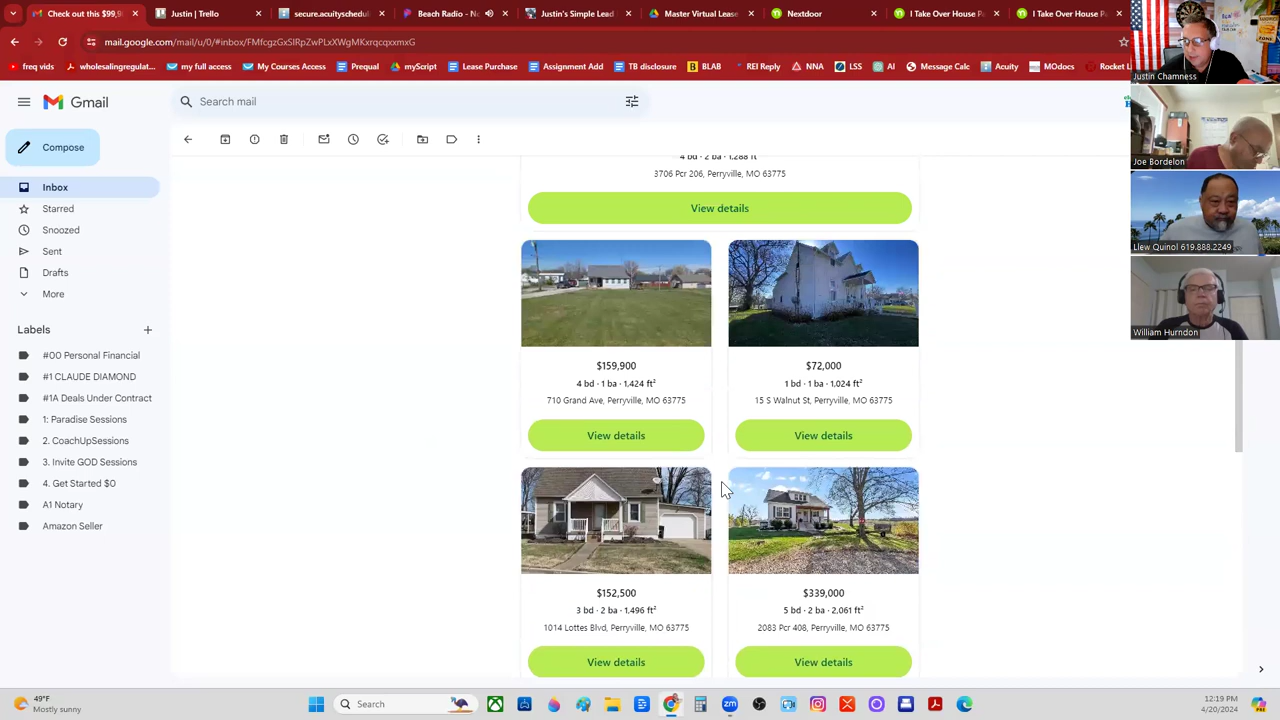 Check out this $99,9
Justin | Trello
secure.acuityschedul
Beach Radio - No
Justin's Simple Lead
Master Virtual Lease
Nextdoor
I Take Over House P
I Take Over House P
mail.google.com/mail/u/0/#inbox/FMfcgzGxSlRpZwPLxXWgMKxrqcqxxmxG
freq vids
wholesalingregulat
my full access
My Courses Access
Prequal
myScript
Lease Purchase
Assignment Add
TB disclosure
BLAB
REI Reply
NNA
LSS
AI
Message Calc
Acuity
MOdocs
Rocket L
Justin Chamness
Joe Bordelon
Llew Quinol 619.888.2249
William Hurndon
Gmail
Search mail
Compose
Inbox
Starred
Snoozed
Sent
Drafts
More
Labels
#00 Personal Financial
#1 CLAUDE DIAMOND
#1A Deals Under Contract
1: Paradise Sessions
2. CoachUpSessions
3. Invite GOD Sessions
4. Get Started $0
A1 Notary
Amazon Seller
4 bd · 2 ba · 1,288 ft²
3706 Pcr 206, Perryville, MO 63775
View details
$159,900
4 bd · 1 ba · 1,424 ft²
710 Grand Ave, Perryville, MO 63775
View details
$72,000
1 bd · 1 ba · 1,024 ft²
15 S Walnut St, Perryville, MO 63775
View details
$152,500
3 bd · 2 ba · 1,496 ft²
1014 Lottes Blvd, Perryville, MO 63775
View details
$339,000
5 bd · 2 ba · 2,061 ft²
2083 Pcr 408, Perryville, MO 63775
View details
49°F
Mostly sunny
Search
12:19 PM
4/20/2024